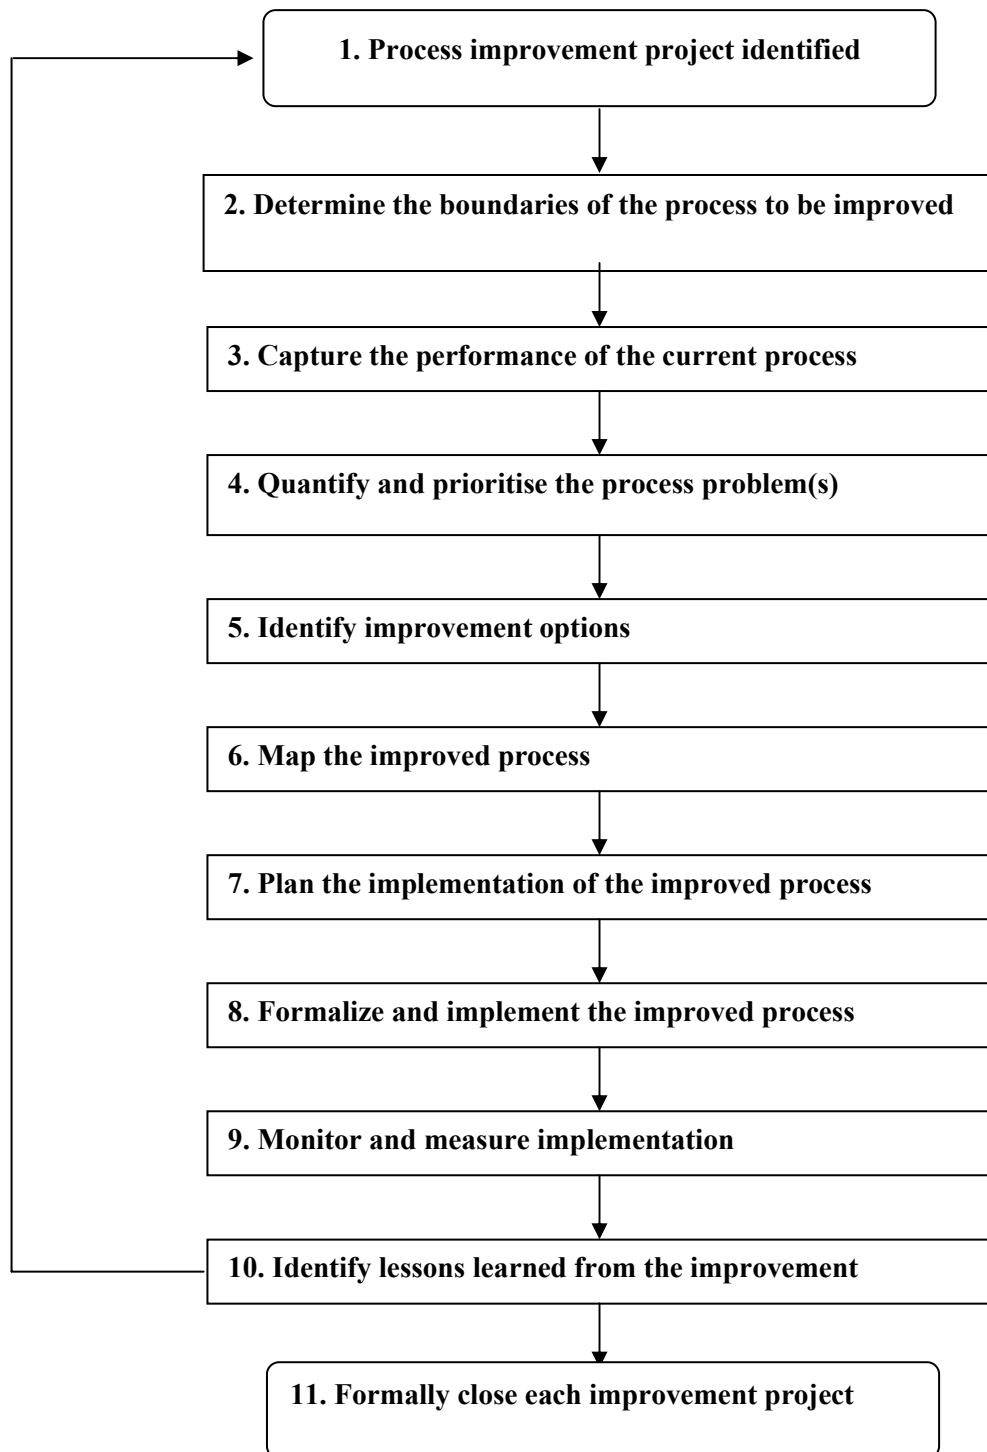 1. Process improvement project identified
2. Determine the boundaries of the process to be improved
3. Capture the performance of the current process
4. Quantify and prioritise the process problem(s)
5. Identify improvement options
6. Map the improved process
7. Plan the implementation of the improved process
8. Formalize and implement the improved process
9. Monitor and measure implementation
10. Identify lessons learned from the improvement
11. Formally close each improvement project